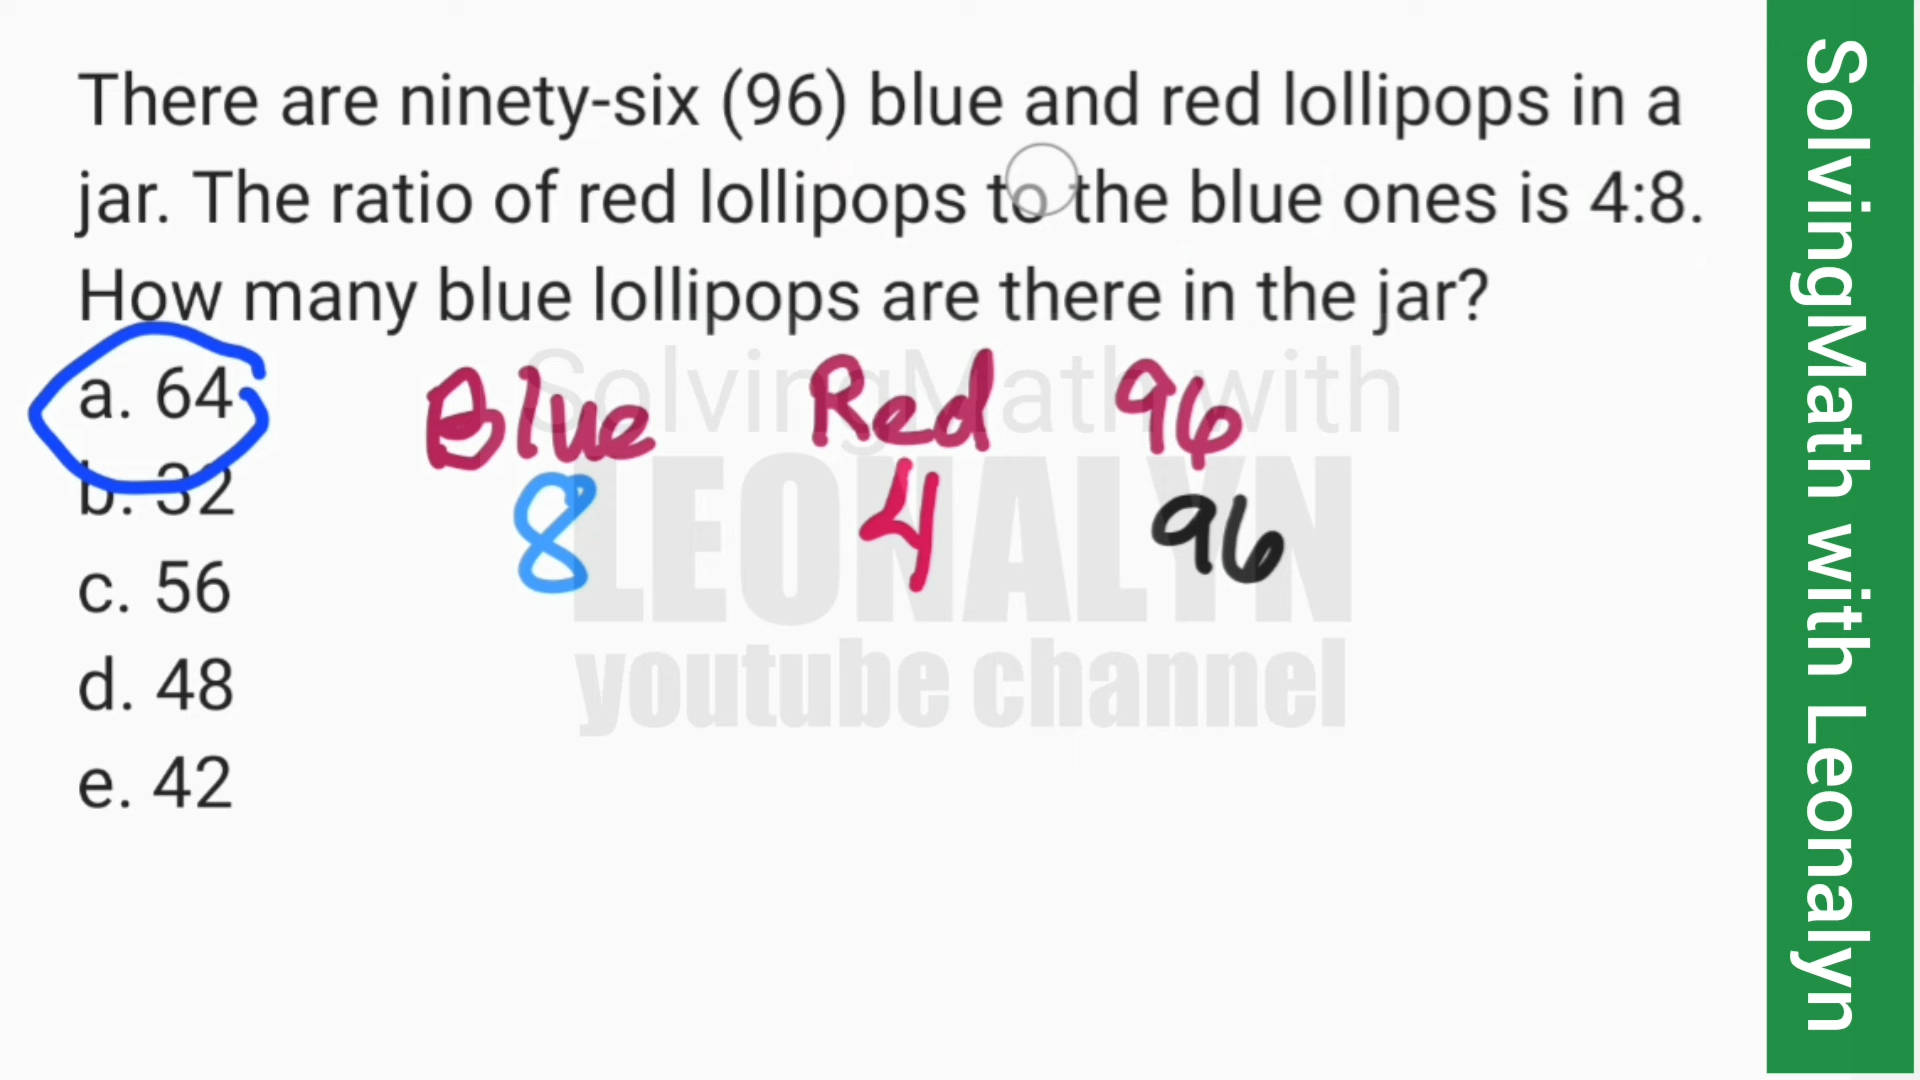 There are ninety-six (96) blue and red lollipops in a
jar. The ratio of red lollipops to the blue ones is 4:8.
How many blue lollipops are there in the jar?
a. 64
b. 32
c. 56
d. 48
e. 42
Blue Red 96
8 4 96
SolvingMath with
LEONALYN
youtube channel
SolvingMath with Leonalyn